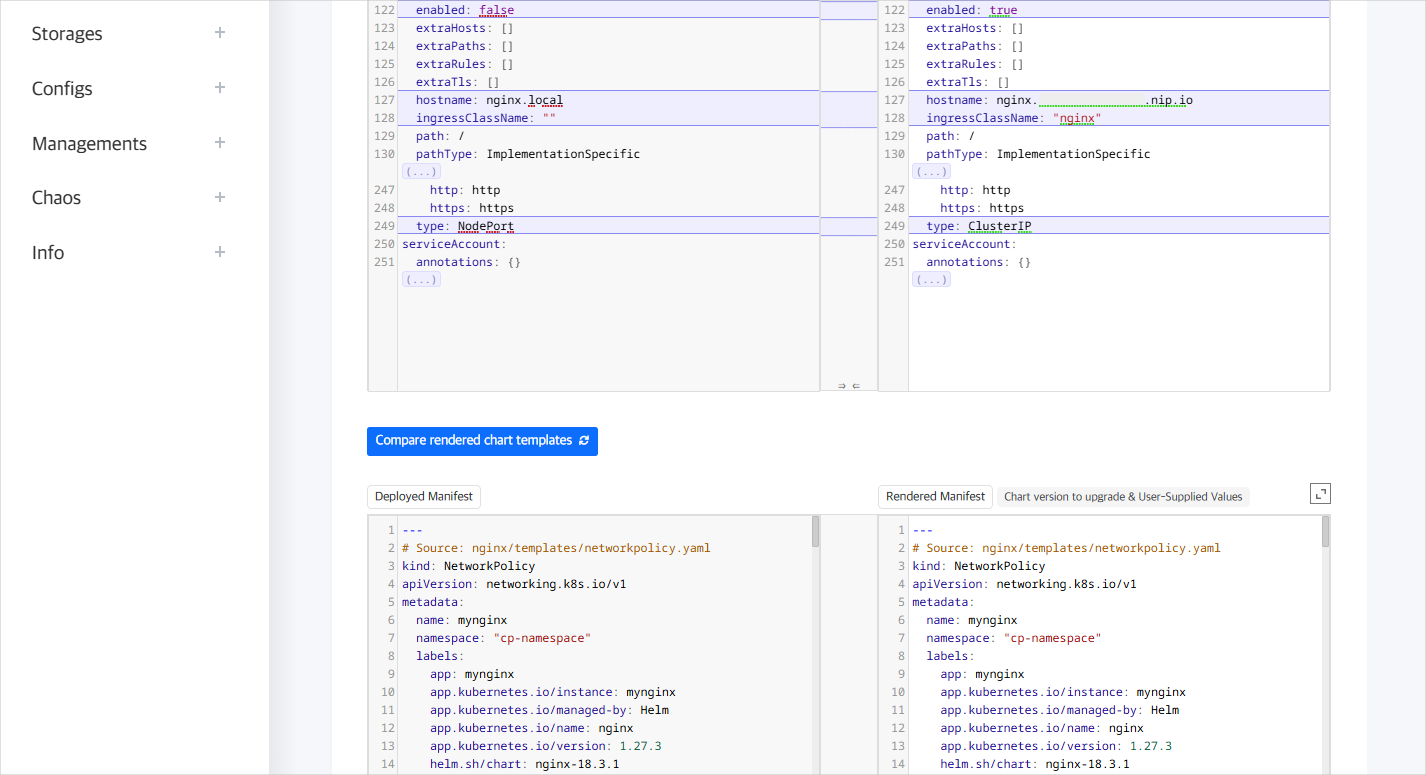 Storages +
Configs +
Managements +
Chaos +
Info +
122 enabled: false
123 extraHosts: []
124 extraPaths: []
125 extraRules: []
126 extraTls: []
127 hostname: nginx.local
128 ingressClassName: ""
129 path: /
130 pathType: ImplementationSpecific
(...)
247 http: http
248 https: https
249 type: NodePort
250 serviceAccount:
251 annotations: {}
(...)
⇒ ⇐
122 enabled: true
123 extraHosts: []
124 extraPaths: []
125 extraRules: []
126 extraTls: []
127 hostname: nginx. .nip.io
128 ingressClassName: "nginx"
129 path: /
130 pathType: ImplementationSpecific
(...)
247 http: http
248 https: https
249 type: ClusterIP
250 serviceAccount:
251 annotations: {}
(...)
Compare rendered chart templates
Deployed Manifest
1 ---
2 # Source: nginx/templates/networkpolicy.yaml
3 kind: NetworkPolicy
4 apiVersion: networking.k8s.io/v1
5 metadata:
6 name: mynginx
7 namespace: "cp-namespace"
8 labels:
9 app: mynginx
10 app.kubernetes.io/instance: mynginx
11 app.kubernetes.io/managed-by: Helm
12 app.kubernetes.io/name: nginx
13 app.kubernetes.io/version: 1.27.3
14 helm.sh/chart: nginx-18.3.1
Rendered Manifest Chart version to upgrade & User-Supplied Values
1 ---
2 # Source: nginx/templates/networkpolicy.yaml
3 kind: NetworkPolicy
4 apiVersion: networking.k8s.io/v1
5 metadata:
6 name: mynginx
7 namespace: "cp-namespace"
8 labels:
9 app: mynginx
10 app.kubernetes.io/instance: mynginx
11 app.kubernetes.io/managed-by: Helm
12 app.kubernetes.io/name: nginx
13 app.kubernetes.io/version: 1.27.3
14 helm.sh/chart: nginx-18.3.1